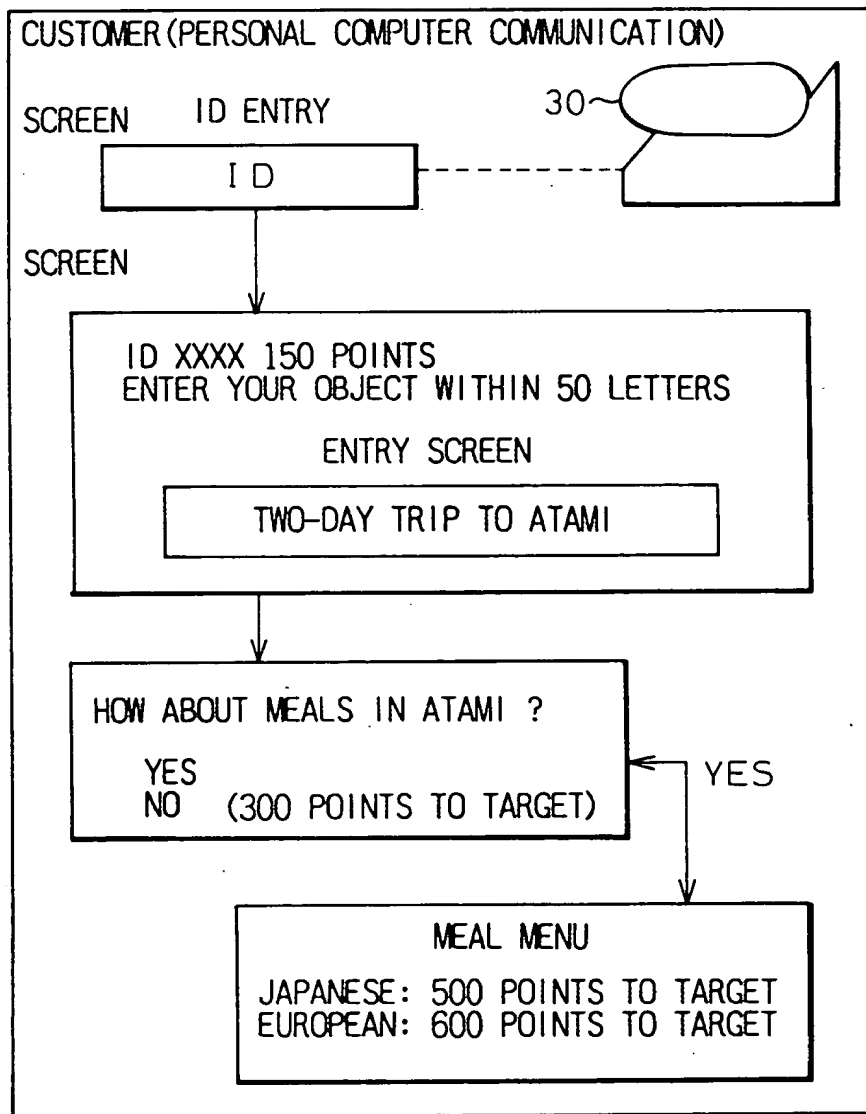 CUSTOMER(PERSONAL COMPUTER COMMUNICATION)
SCREEN ID ENTRY
30
ID
SCREEN
ID XXXX 150 POINTS
ENTER YOUR OBJECT WITHIN 50 LETTERS
ENTRY SCREEN
TWO-DAY TRIP TO ATAMI
HOW ABOUT MEALS IN ATAMI ?
YES
NO (300 POINTS TO TARGET)
YES
MEAL MENU
JAPANESE: 500 POINTS TO TARGET
EUROPEAN: 600 POINTS TO TARGET